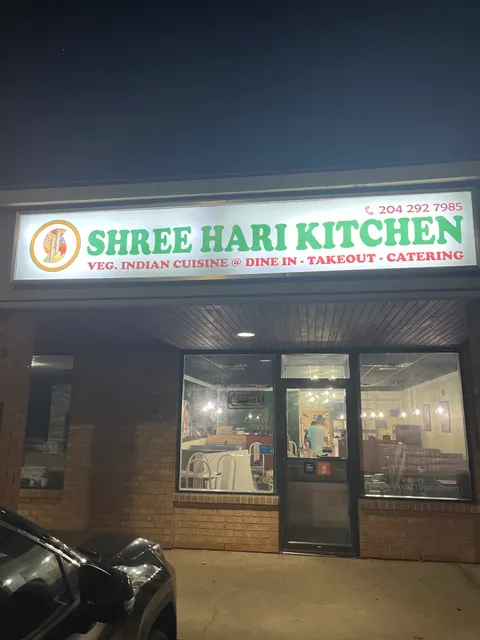 204 292 7985
SHREE HARI KITCHEN
VEG. INDIAN CUISINE @ DINE IN - TAKEOUT - CATERING